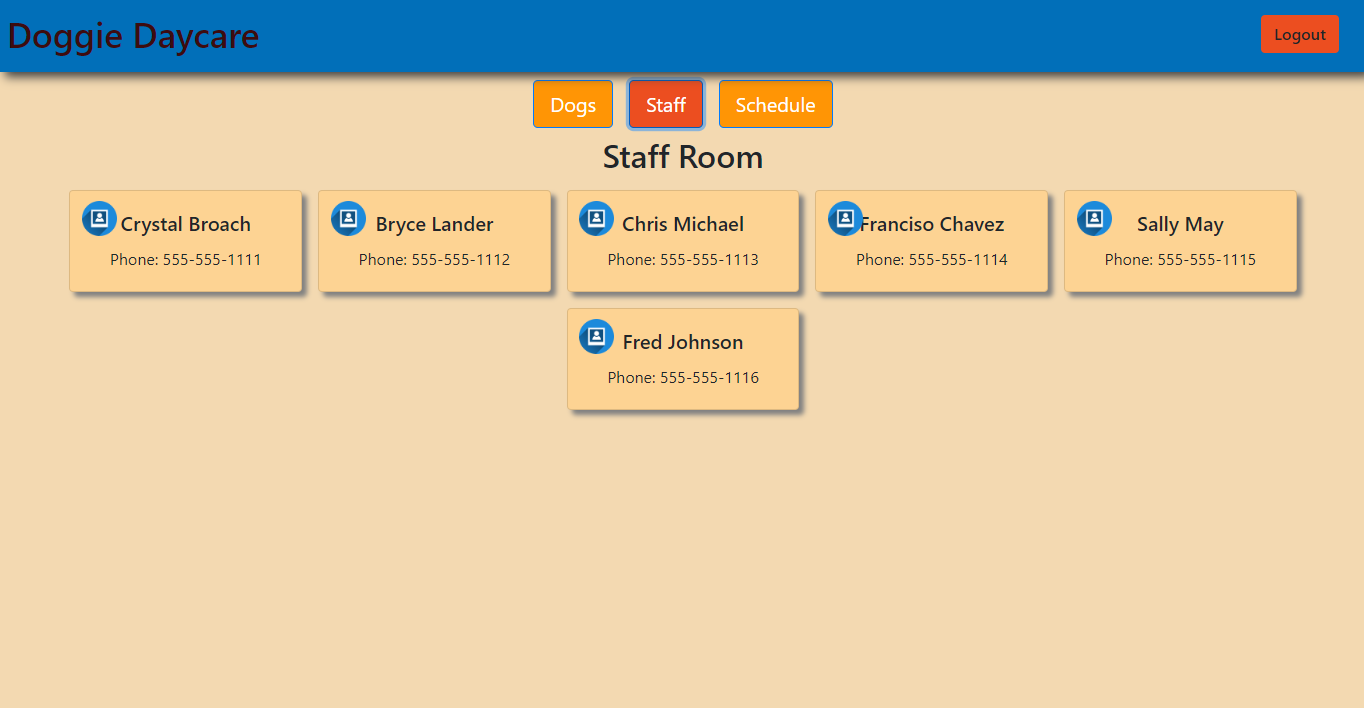 Doggie Daycare
Logout
Dogs
Staff
Schedule
Staff Room
Crystal Broach
Phone: 555-555-1111
Bryce Lander
Phone: 555-555-1112
Chris Michael
Phone: 555-555-1113
Franciso Chavez
Phone: 555-555-1114
Sally May
Phone: 555-555-1115
Fred Johnson
Phone: 555-555-1116